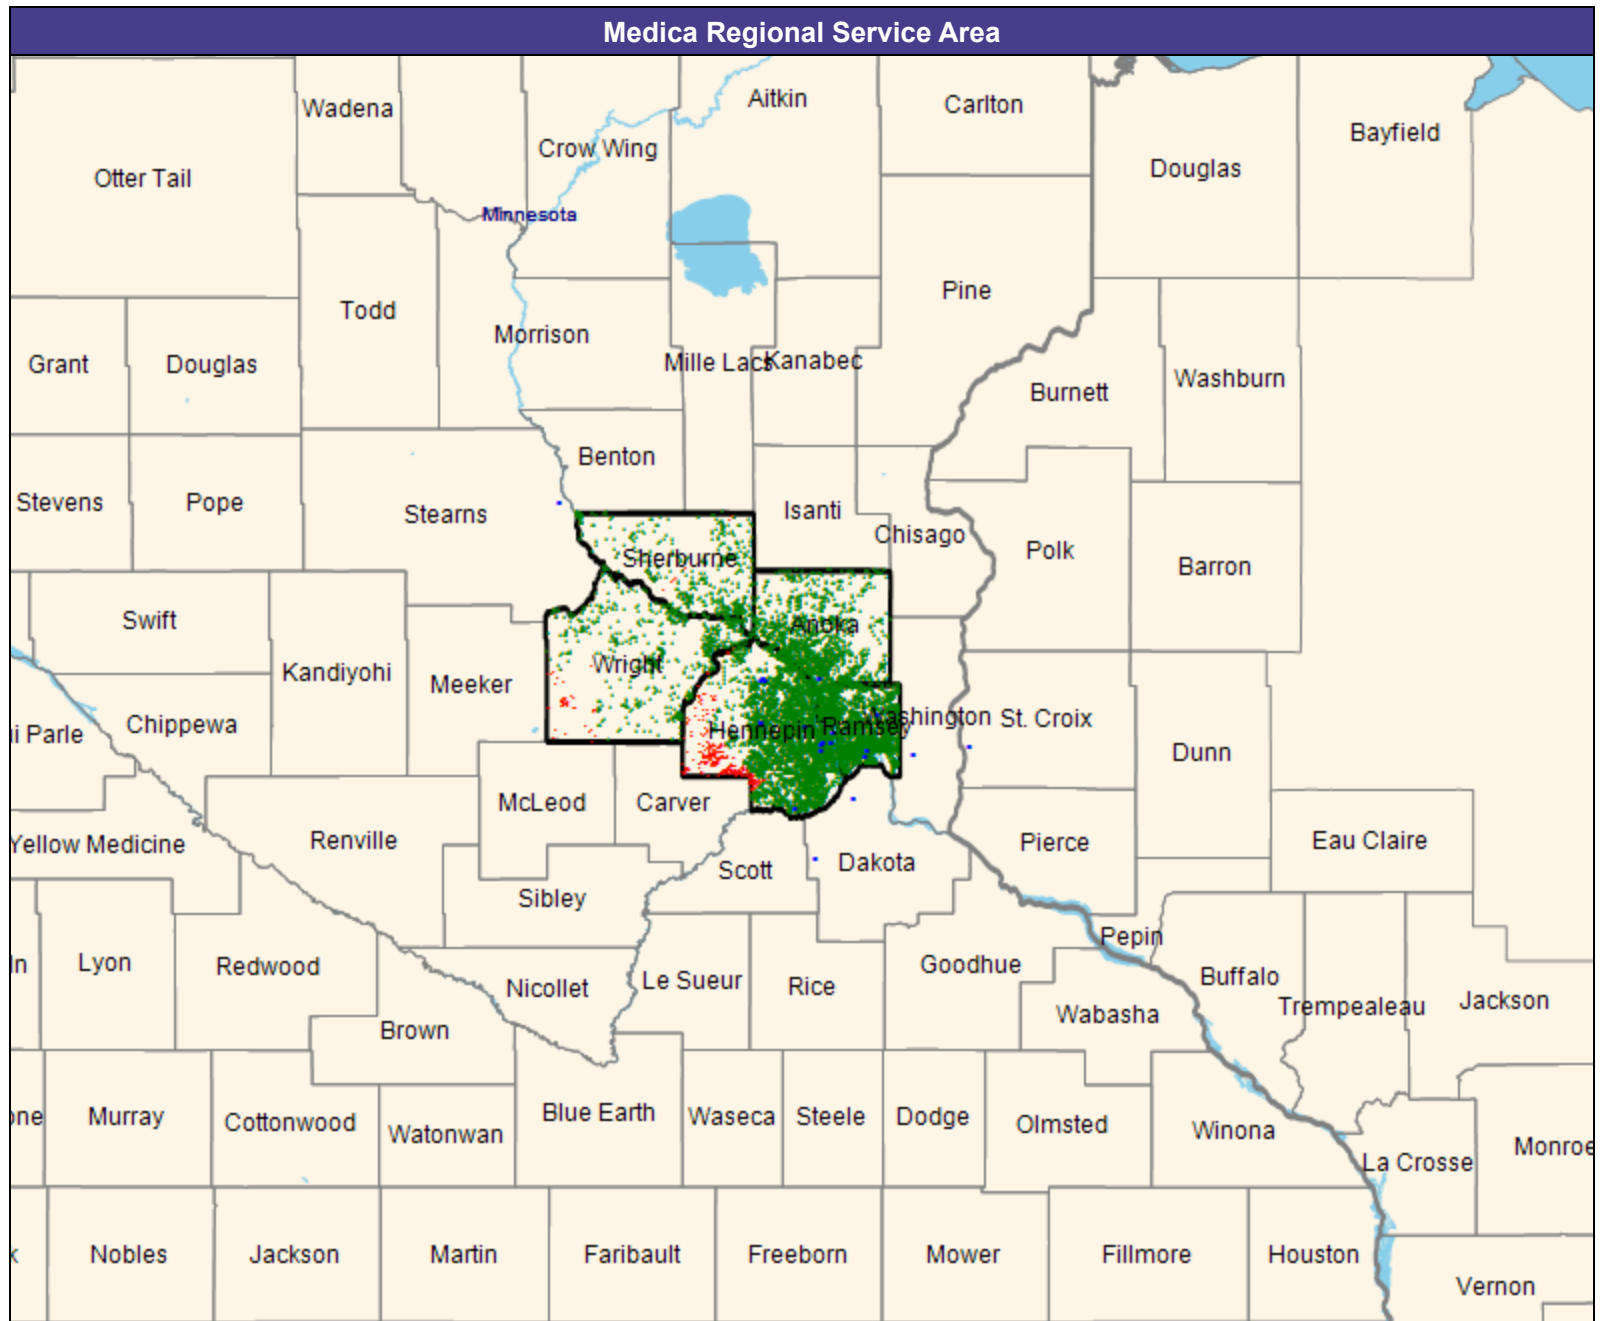 Medica Regional Service Area
Wadena
Aitkin
Carlton
Bayfield
Otter Tail
Crow Wing
Douglas
Minnesota
Todd
Pine
Morrison
Grant
Douglas
Mille Lacs
Kanabec
Burnett
Washburn
Benton
Stevens
Pope
Stearns
Isanti
Chisago
Polk
Barron
Sherburne
Swift
Anoka
Kandiyohi
Meeker
Wright
ui Parle
Chippewa
Hennepin
Ramsey
Washington
St. Croix
Dunn
McLeod
Carver
Yellow Medicine
Renville
Pierce
Eau Claire
Scott
Dakota
Sibley
ln
Lyon
Redwood
Nicollet
Le Sueur
Rice
Goodhue
Pepin
Buffalo
Trempealeau
Jackson
Brown
Wabasha
one
Murray
Cottonwood
Watonwan
Blue Earth
Waseca
Steele
Dodge
Olmsted
Winona
La Crosse
Monroe
k
Nobles
Jackson
Martin
Faribault
Freeborn
Mower
Fillmore
Houston
Vernon